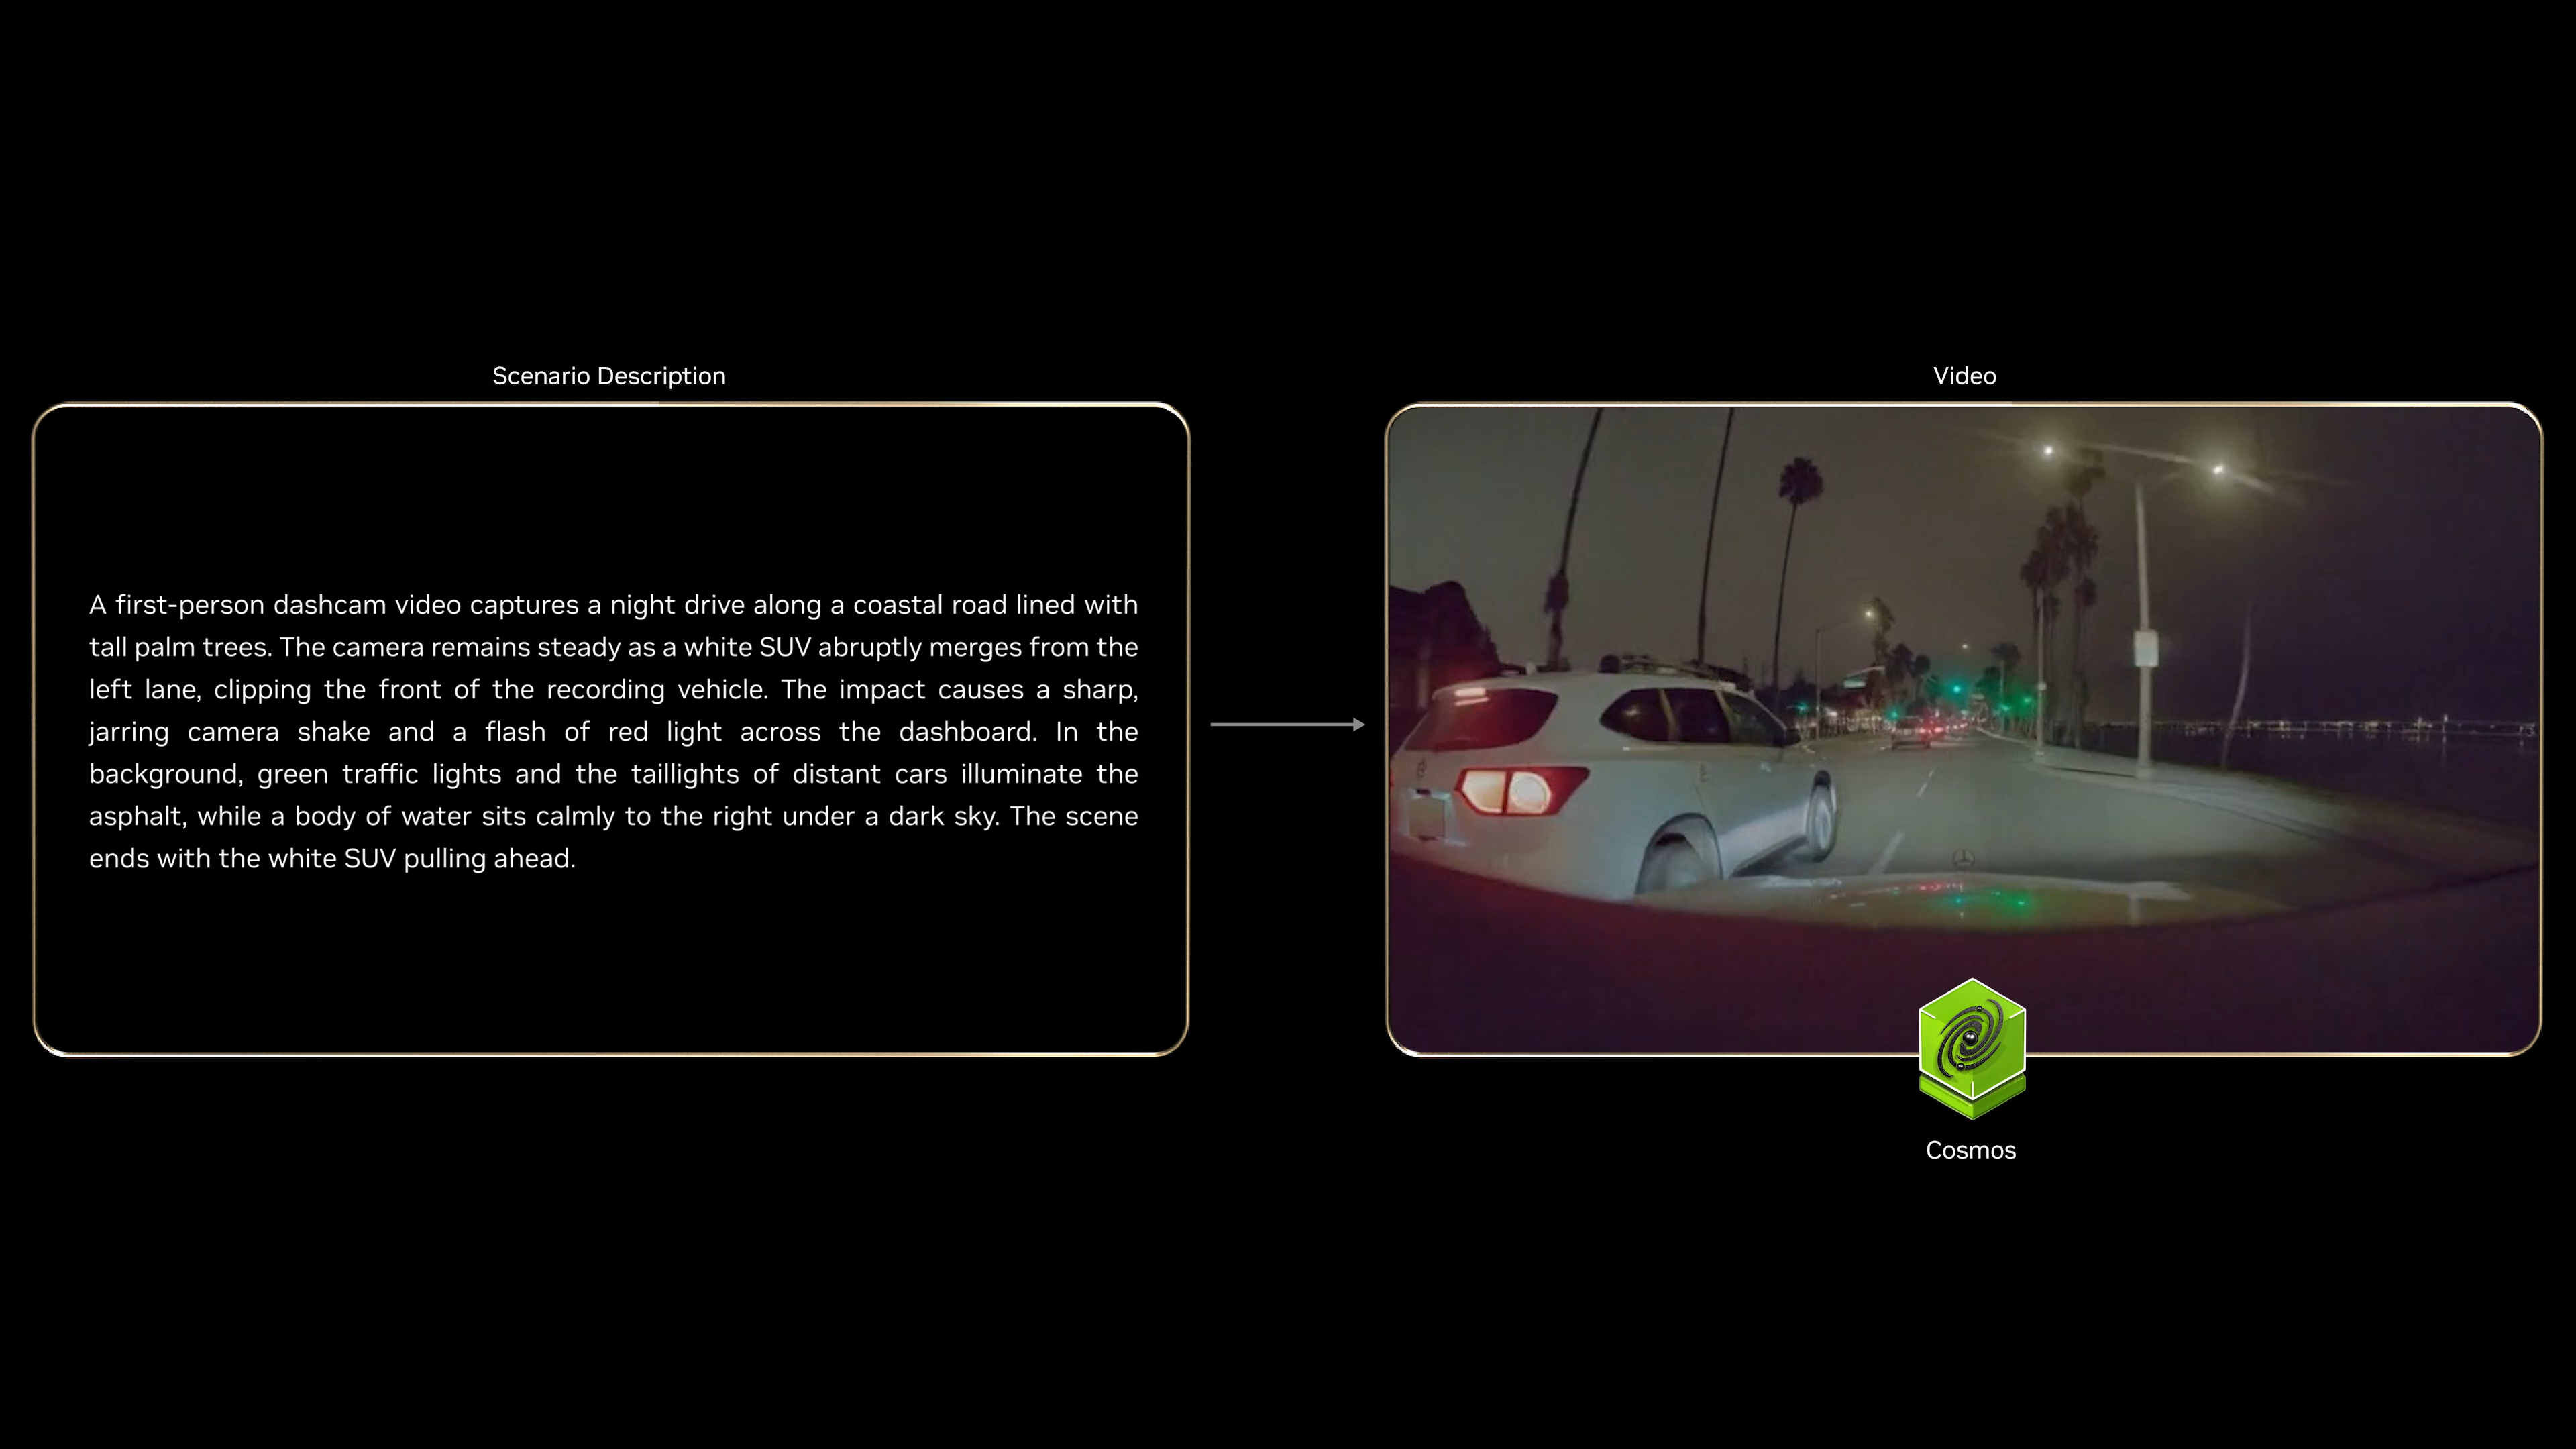 Scenario Description
A first-person dashcam video captures a night drive along a coastal road lined with
tall palm trees. The camera remains steady as a white SUV abruptly merges from the
left lane, clipping the front of the recording vehicle. The impact causes a sharp,
jarring camera shake and a flash of red light across the dashboard. In the
background, green traffic lights and the taillights of distant cars illuminate the
asphalt, while a body of water sits calmly to the right under a dark sky. The scene
ends with the white SUV pulling ahead.
Video
Cosmos